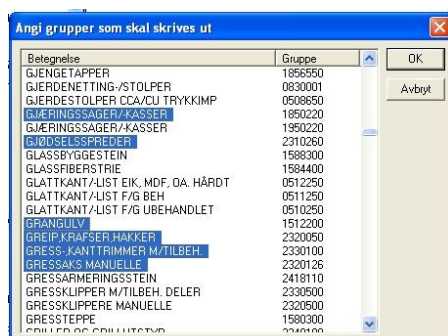 Angi grupper som skal skrives ut
Betegnelse Gruppe OK
GJENGETAPPER 1856550
GJERDENETTING-/STOLPER 0830001 Avbryt
GJERDESTOLPER CCA/CU TRYKKIMP 0508650
GJÆRINGSSAGER/-KASSER 1850220
GJÆRINGSSAGER/-KASSER 1950220
GJØDSELSSPREDER 2310260
GLASSBYGGESTEIN 1588300
GLASSFIBERSTRIE 1584400
GLATTKANT/-LIST EIK, MDF, OA. HÅRDT 0512250
GLATTKANT/-LIST F/G BEH 0511250
GLATTKANT/-LIST F/G UBEHANDLET 0510250
GRANGULV 1512200
GREIP,KRAFSER,HAKKER 2320050
GRESS-,KANTTRIMMER M/TILBEH. 2330100
GRESSAKS MANUELLE 2320126
GRESSARMERINGSSTEIN 2418110
GRESSKLIPPER M/TILBEH. DELER 2330500
GRESSKLIPPERE MANUELLE 2320500
GRESSTEPPE 1580300